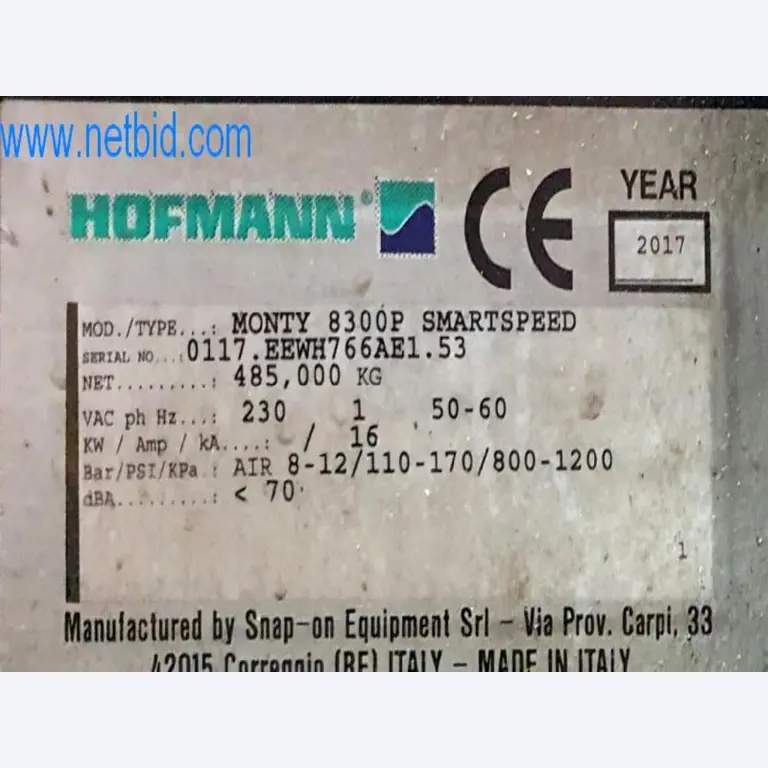 www.netbid.com
HOFMANN®
CE
YEAR
2017
MOD./TYPE...: MONTY 8300P SMARTSPEED
SERIAL NO...:0117.EEWH766AE1.53
NET.........: 485,000 KG
VAC ph Hz...: 230 1 50-60
KW / Amp / kA....: / 16
Bar/PSI/KPa.: AIR 8-12/110-170/800-1200
dBA.........: < 70
1
Manufactured by Snap-on Equipment Srl - Via Prov. Carpi, 33
42015 Correggio (RE) ITALY - MADE IN ITALY